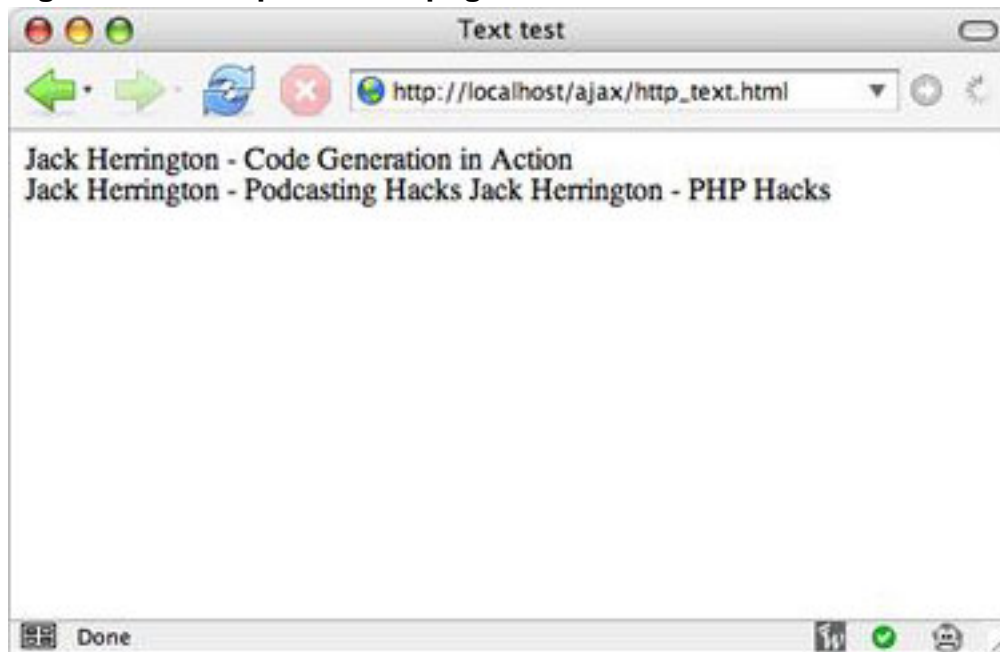 Text test
http://localhost/ajax/http_text.html
Jack Herrington - Code Generation in Action
Jack Herrington - Podcasting Hacks Jack Herrington - PHP Hacks
Done